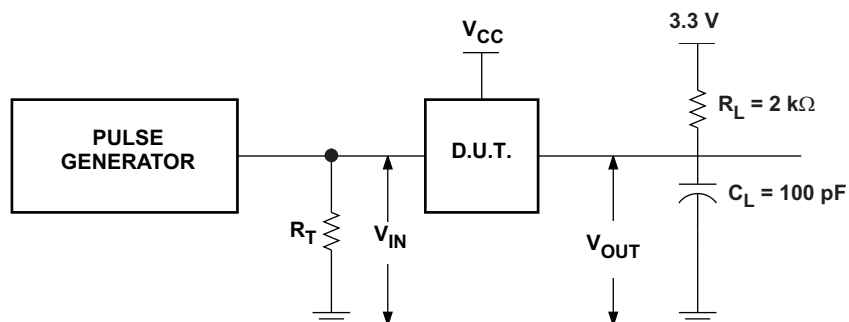 V_CC
3.3 V
R_L = 2 kΩ
PULSE
GENERATOR
D.U.T.
C_L = 100 pF
R_T
V_IN
V_OUT